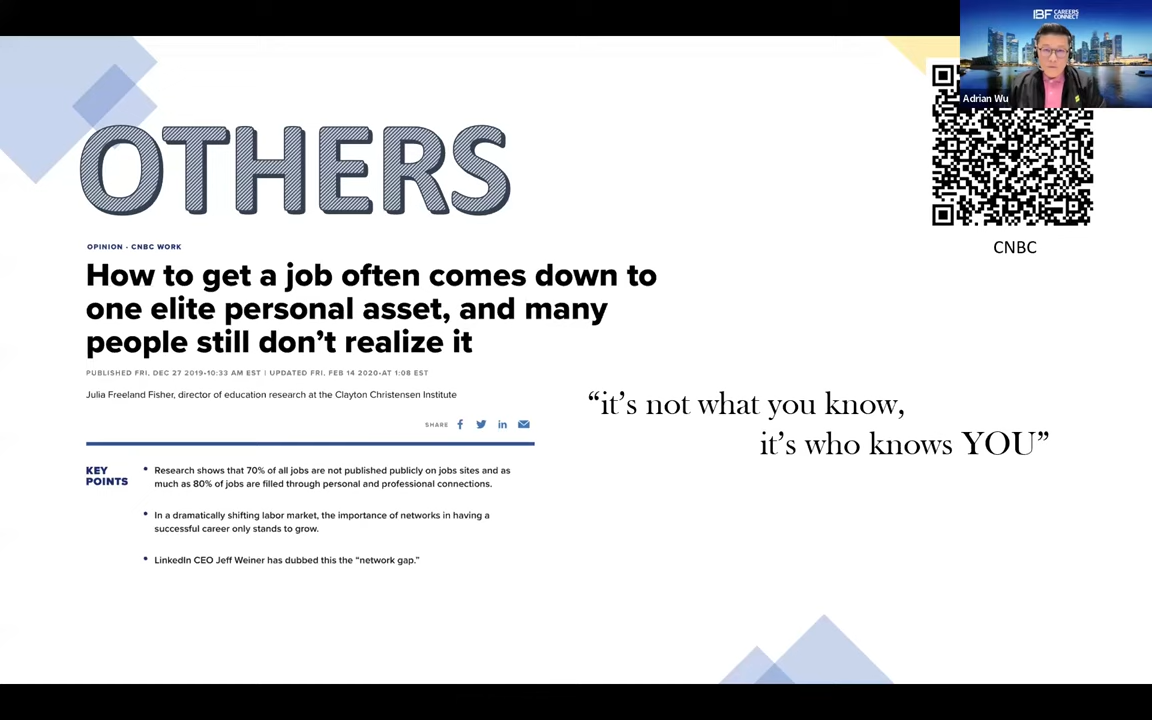 IBF CAREERS
CONNECT
Adrian Wu
OTHERS
CNBC
OPINION - CNBC WORK
How to get a job often comes down to
one elite personal asset, and many
people still don’t realize it
PUBLISHED FRI, DEC 27 2019•10:33 AM EST | UPDATED FRI, FEB 14 2020•AT 1:08 EST
Julia Freeland Fisher, director of education research at the Clayton Christensen Institute
SHARE
“it’s not what you know,
it’s who knows YOU”
KEY
POINTS
• Research shows that 70% of all jobs are not published publicly on jobs sites and as
much as 80% of jobs are filled through personal and professional connections.
• In a dramatically shifting labor market, the importance of networks in having a
successful career only stands to grow.
• LinkedIn CEO Jeff Weiner has dubbed this the “network gap.”